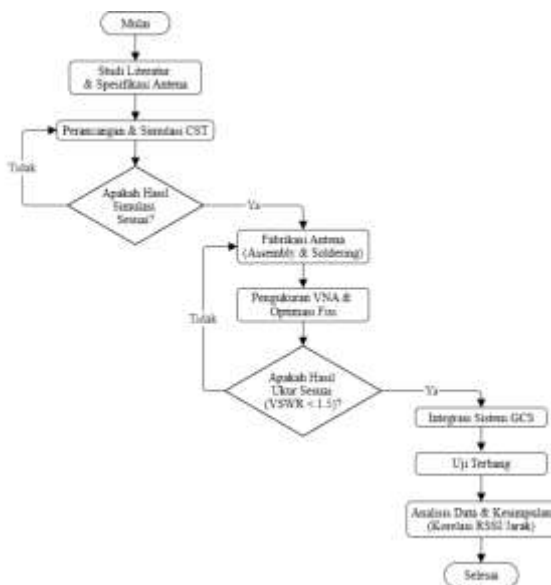 Mulai
Studi Literatur
& Spesifikasi Antena
Perancangan & Simulasi CST
Tidak
Apakah Hasil
Simulasi
Sesuai?
Ya
Fabrikasi Antena
(Assembly & Soldering)
Pengukuran VNA &
Optimasi Fisik
Tidak
Apakah Hasil
Ukur Sesuai
(VSWR < 1.5)?
Ya
Integrasi Sistem GCS
Uji Terbang
Analisis Data & Kesimpulan
(Korelasi RSSI Jarak)
Selesai